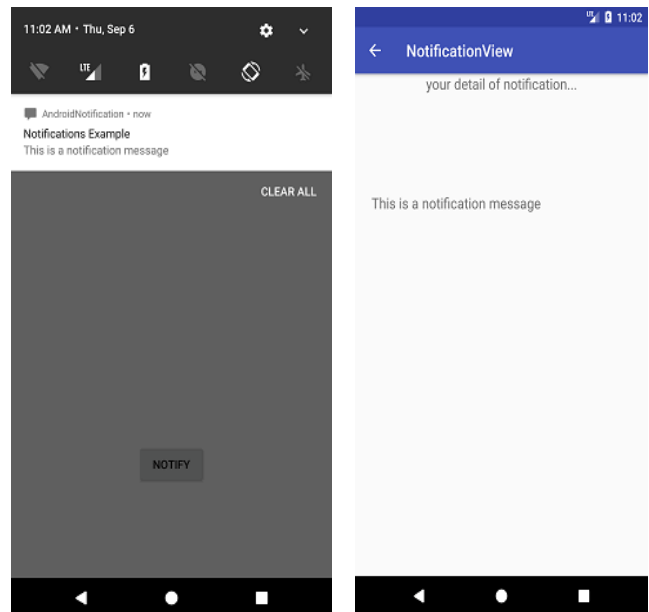 11:02 AM • Thu, Sep 6
LTE
AndroidNotification • now
Notifications Example
This is a notification message
CLEAR ALL
NOTIFY
LTE 11:02
NotificationView
your detail of notification...
This is a notification message